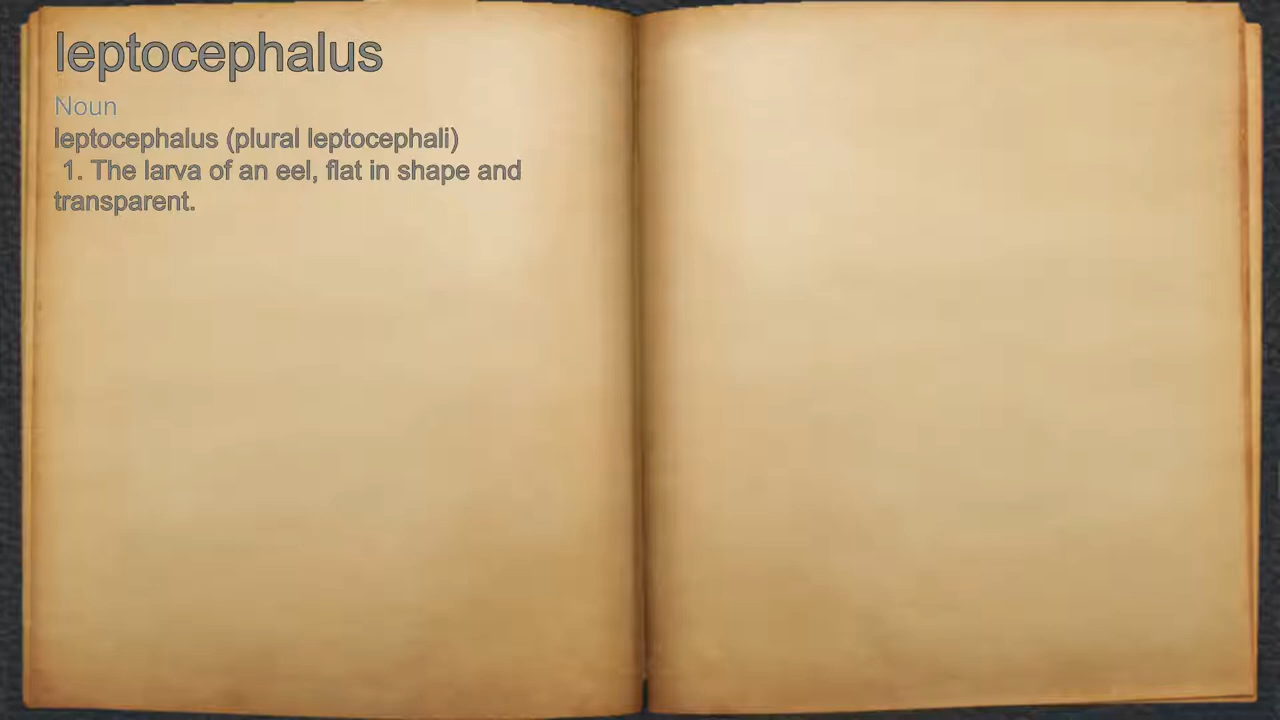 leptocephalus
Noun
leptocephalus (plural leptocephali)
1. The larva of an eel, flat in shape and
transparent.